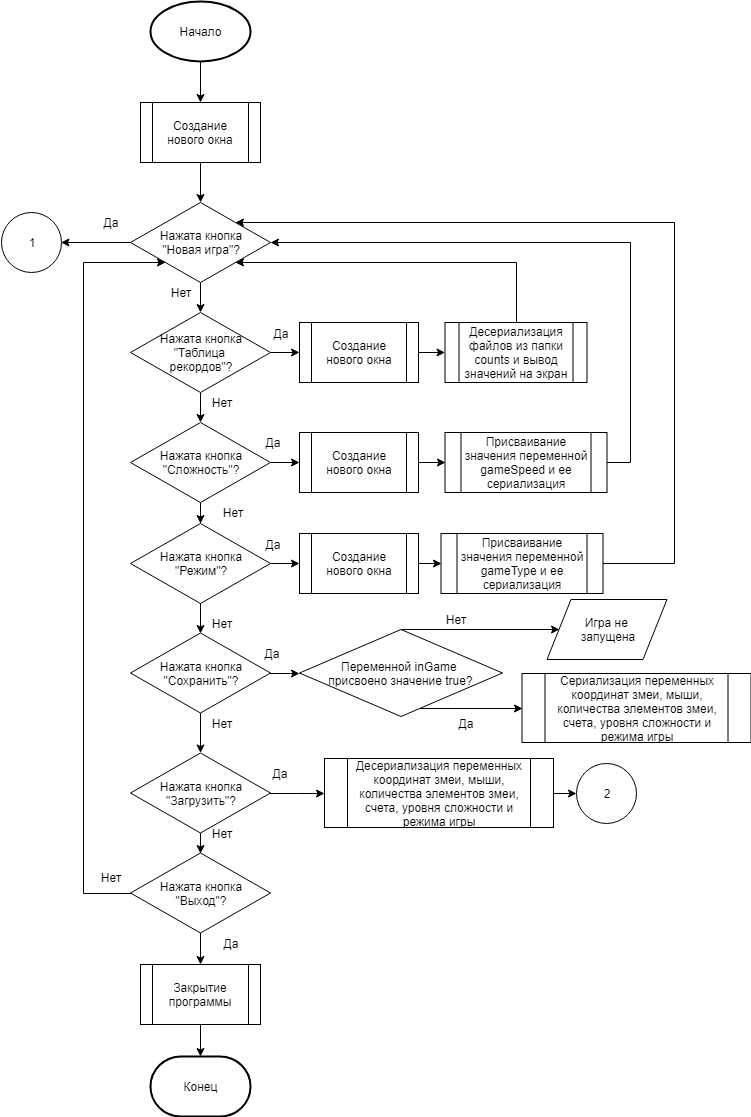 Начало
Создание
нового окна
Да
1
Нажата кнопка
"Новая игра"?
Нет
Нажата кнопка
"Таблица
рекордов"?
Да
Создание
нового окна
Десериализация
файлов из папки
counts и вывод
значений на экран
Нет
Нажата кнопка
"Сложность"?
Да
Создание
нового окна
Присваивание
значения переменной
gameSpeed и ее
сериализация
Нет
Нажата кнопка
"Режим"?
Да
Создание
нового окна
Присваивание
значения переменной
gameType и ее
сериализация
Нет
Нажата кнопка
"Сохранить"?
Да
Переменной inGame
присвоено значение true?
Нет
Игра не
запущена
Да
Сериализация переменных
координат змеи, мыши,
количества элементов змеи,
счета, уровня сложности и
режима игры
Нет
Нажата кнопка
"Загрузить"?
Да
Десериализация переменных
координат змеи, мыши,
количества элементов змеи,
счета, уровня сложности и
режима игры
2
Нет
Нажата кнопка
"Выход"?
Нет
Да
Закрытие
программы
Конец